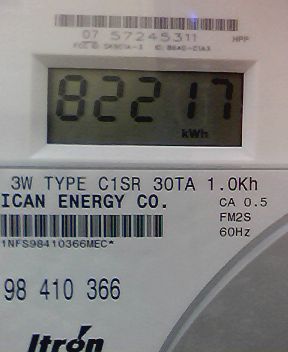 07 57245311 HPP
82217
kWh
3W TYPE C1SR 30TA 1.0Kh
ICAN ENERGY CO. CA 0.5
FM2S
60Hz
1NFS98410366MEC*
98 410 366
Itron